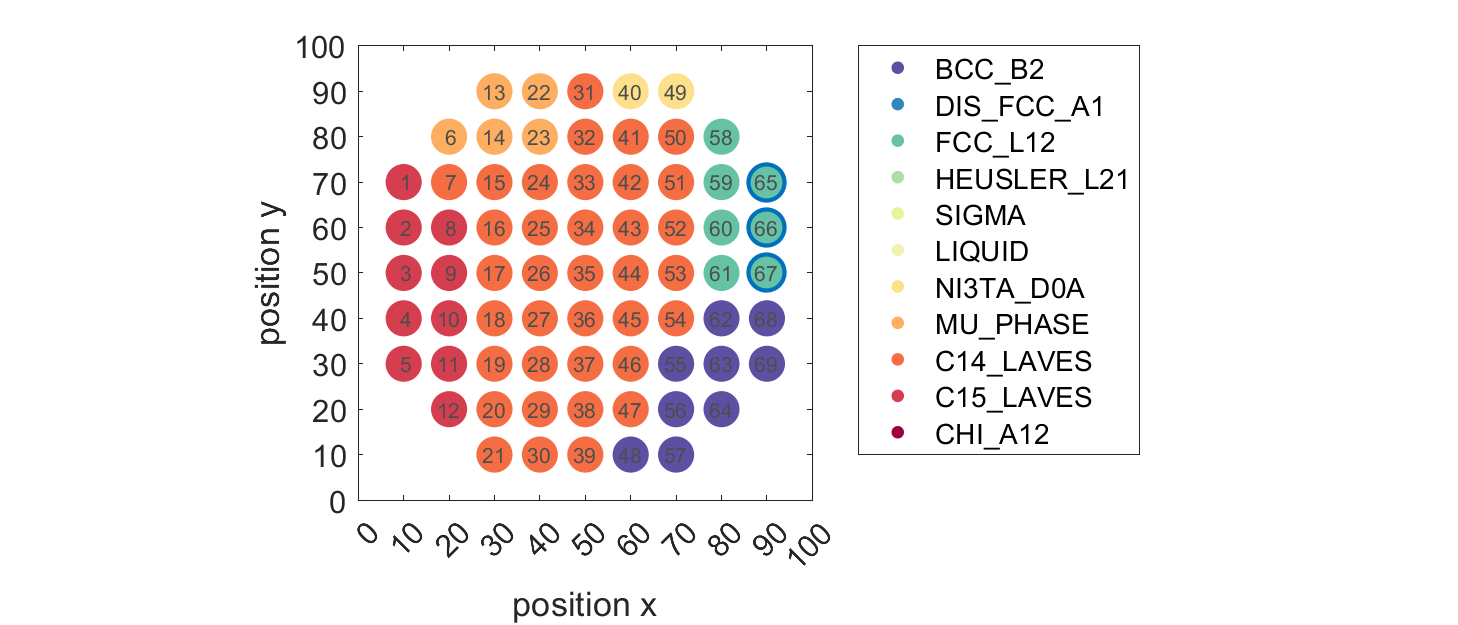 100
90
80
70
60
50
40
30
20
10
0
13 22 31 40 49
6 14 23 32 41 50 58
1 7 15 24 33 42 51 59 65
2 8 16 25 34 43 52 60 66
3 9 17 26 35 44 53 61 67
4 10 18 27 36 45 54 62 68
5 11 19 28 37 46 55 63 69
12 20 29 38 47 56 64
21 30 39 48 57
0 10 20 30 40 50 60 70 80 90 100
position x
position y
BCC_B2
DIS_FCC_A1
FCC_L12
HEUSLER_L21
SIGMA
LIQUID
NI3TA_D0A
MU_PHASE
C14_LAVES
C15_LAVES
CHI_A12